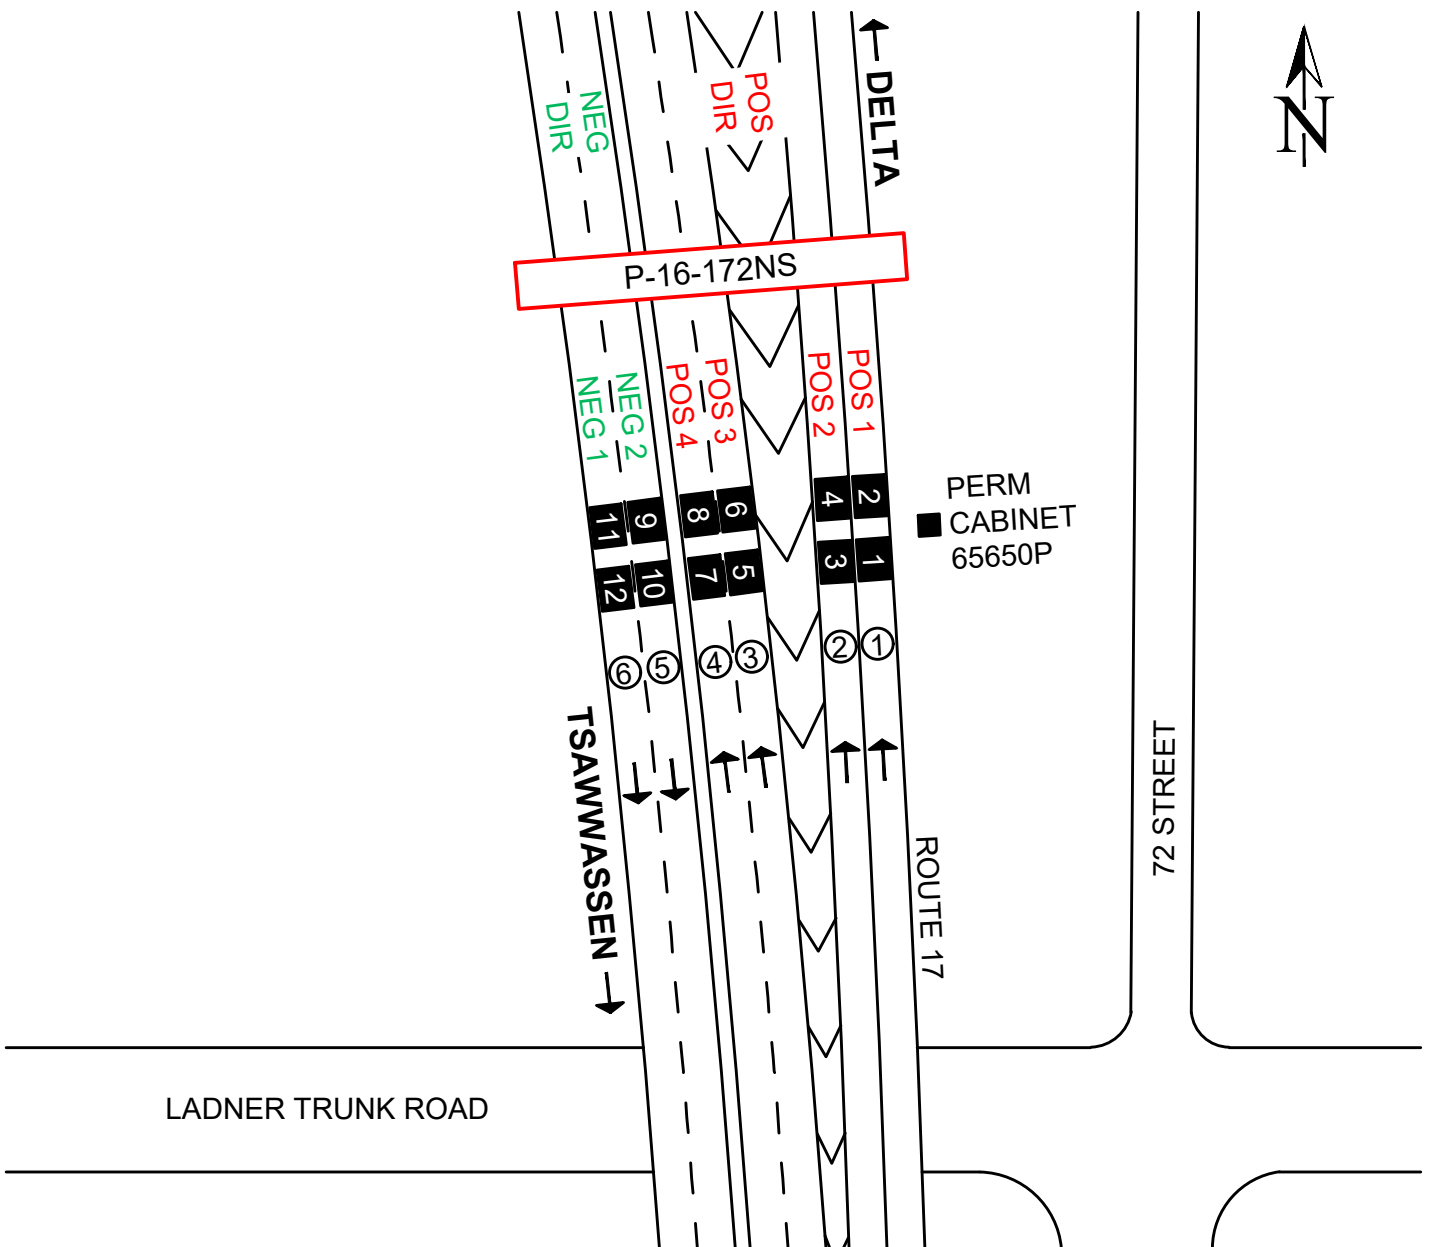 NEG
DIR
POS
DIR
DELTA
N
P-16-172NS
NEG 1
NEG 2
POS 4
POS 3
POS 2
POS 1
11
9
8
6
4
2
12
10
7
5
3
1
PERM
CABINET
65650P
6
5
4
3
2
1
TSAWWASSEN
ROUTE 17
72 STREET
LADNER TRUNK ROAD